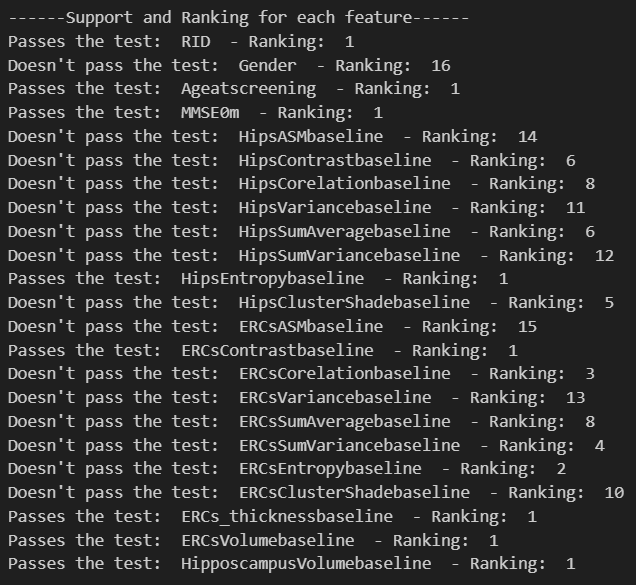 ------Support and Ranking for each feature------
Passes the test:  RID  - Ranking:  1
Doesn't pass the test:  Gender  - Ranking:  16
Passes the test:  Ageatscreening  - Ranking:  1
Passes the test:  MMSE0m  - Ranking:  1
Doesn't pass the test:  HipsASMbaseline  - Ranking:  14
Doesn't pass the test:  HipsContrastbaseline  - Ranking:  6
Doesn't pass the test:  HipsCorelationbaseline  - Ranking:  8
Doesn't pass the test:  HipsVariancebaseline  - Ranking:  11
Doesn't pass the test:  HipsSumAveragebaseline  - Ranking:  6
Doesn't pass the test:  HipsSumVariancebaseline  - Ranking:  12
Passes the test:  HipsEntropybaseline  - Ranking:  1
Doesn't pass the test:  HipsClusterShadebaseline  - Ranking:  5
Doesn't pass the test:  ERCsASMbaseline  - Ranking:  15
Passes the test:  ERCsContrastbaseline  - Ranking:  1
Doesn't pass the test:  ERCsCorelationbaseline  - Ranking:  3
Doesn't pass the test:  ERCsVariancebaseline  - Ranking:  13
Doesn't pass the test:  ERCsSumAveragebaseline  - Ranking:  8
Doesn't pass the test:  ERCsSumVariancebaseline  - Ranking:  4
Doesn't pass the test:  ERCsEntropybaseline  - Ranking:  2
Doesn't pass the test:  ERCsClusterShadebaseline  - Ranking:  10
Passes the test:  ERCs_thicknessbaseline  - Ranking:  1
Passes the test:  ERCsVolumebaseline  - Ranking:  1
Passes the test:  HipposcampusVolumebaseline  - Ranking:  1